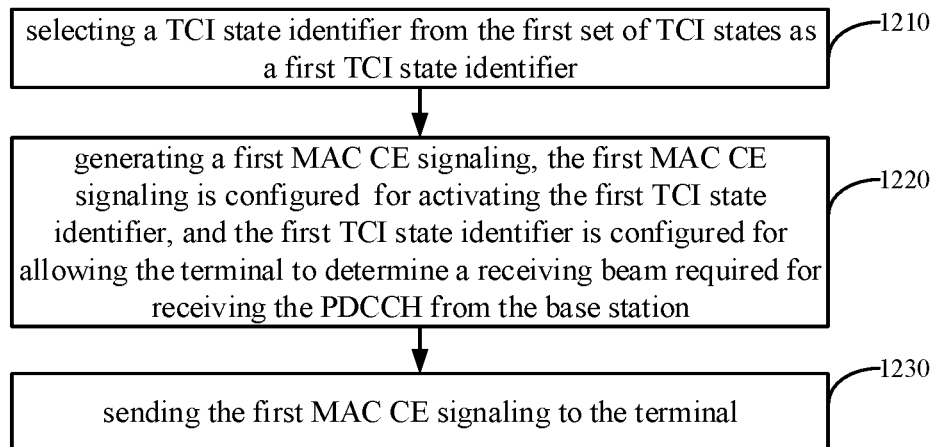 selecting a TCI state identifier from the first set of TCI states as
a first TCI state identifier
1210
generating a first MAC CE signaling, the first MAC CE
signaling is configured for activating the first TCI state
identifier, and the first TCI state identifier is configured for
allowing the terminal to determine a receiving beam required for
receiving the PDCCH from the base station
1220
sending the first MAC CE signaling to the terminal
1230